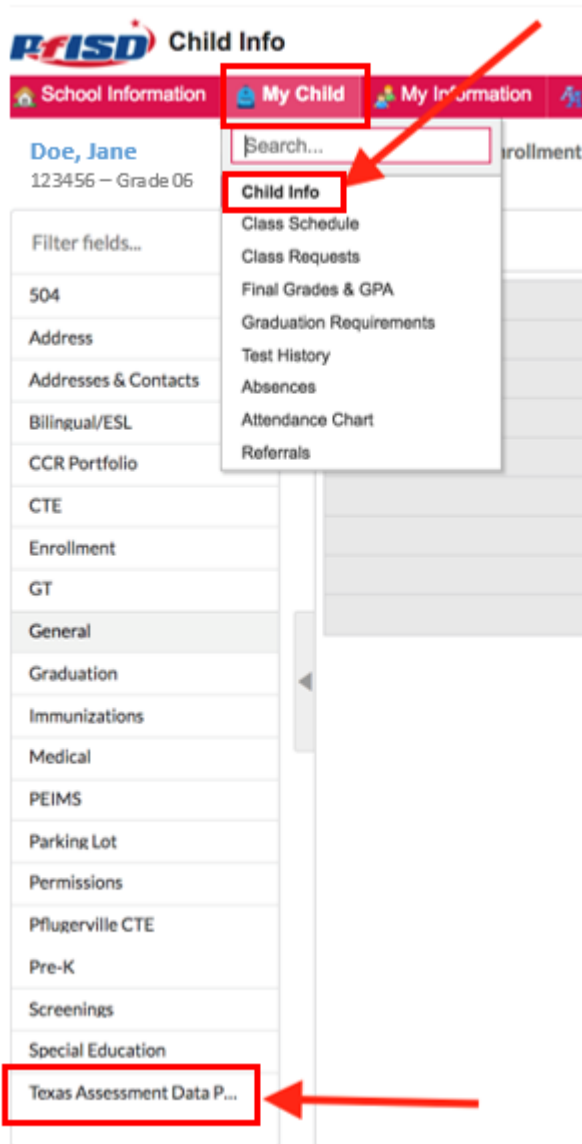 PfISD Child Info
School Information My Child My Information
Doe, Jane
123456 – Grade 06
Search...
Child Info
Class Schedule
Class Requests
Final Grades & GPA
Graduation Requirements
Test History
Absences
Attendance Chart
Referrals
Filter fields...
504
Address
Addresses & Contacts
Bilingual/ESL
CCR Portfolio
CTE
Enrollment
GT
General
Graduation
Immunizations
Medical
PEIMS
Parking Lot
Permissions
Pflugerville CTE
Pre-K
Screenings
Special Education
Texas Assessment Data P...